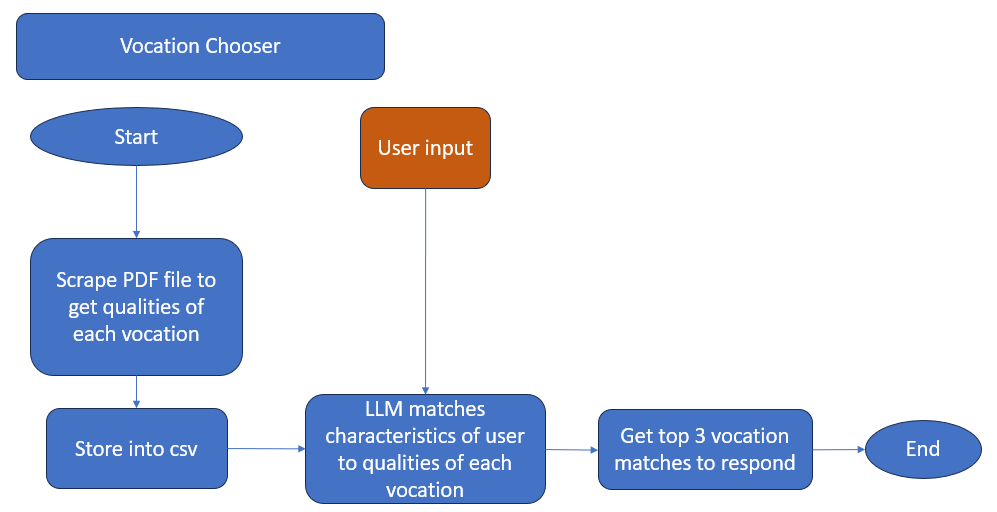 Vocation Chooser
Start
User input
Scrape PDF file to
get qualities of
each vocation
Store into csv
LLM matches
characteristics of user
to qualities of each
vocation
Get top 3 vocation
matches to respond
End